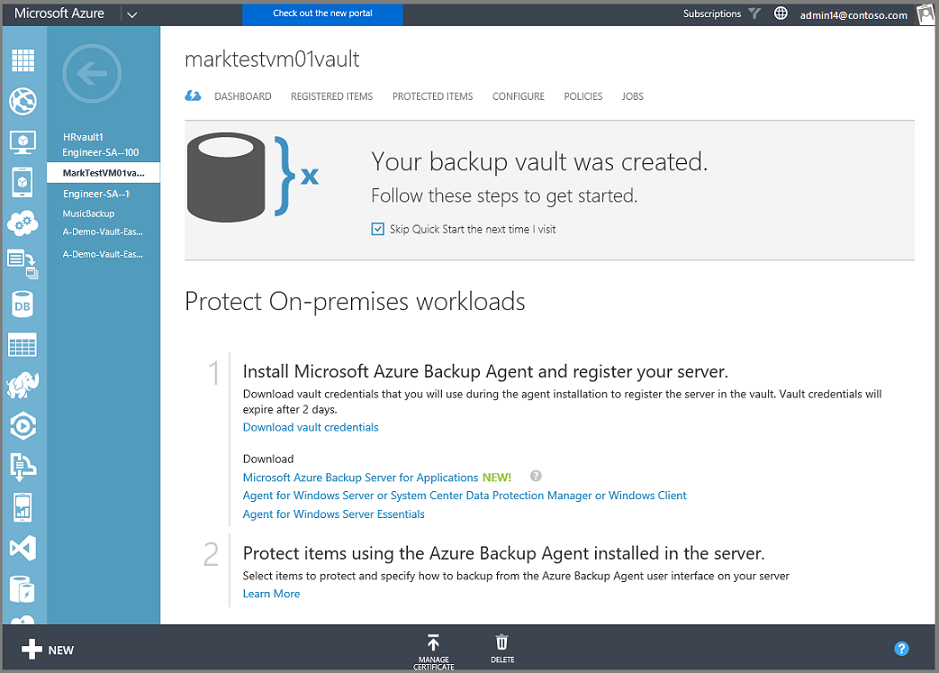 Microsoft Azure
Check out the new portal
Subscriptions
admin14@contoso.com
HRvault1
Engineer-SA--100
MarkTestVM01va...
Engineer-SA--1
MusicBackup
A-Demo-Vault-Eas...
A-Demo-Vault-Eas...
marktestvm01vault
DASHBOARD REGISTERED ITEMS PROTECTED ITEMS CONFIGURE POLICIES JOBS
Your backup vault was created.
Follow these steps to get started.
Skip Quick Start the next time I visit
Protect On-premises workloads
1
Install Microsoft Azure Backup Agent and register your server.
Download vault credentials that you will use during the agent installation to register the server in the vault. Vault credentials will
expire after 2 days.
Download vault credentials
Download
Microsoft Azure Backup Server for Applications NEW! ?
Agent for Windows Server or System Center Data Protection Manager or Windows Client
Agent for Windows Server Essentials
2
Protect items using the Azure Backup Agent installed in the server.
Select items to protect and specify how to backup from the Azure Backup Agent user interface on your server
Learn More
DB
NEW
MANAGE
CERTIFICATE
DELETE
?